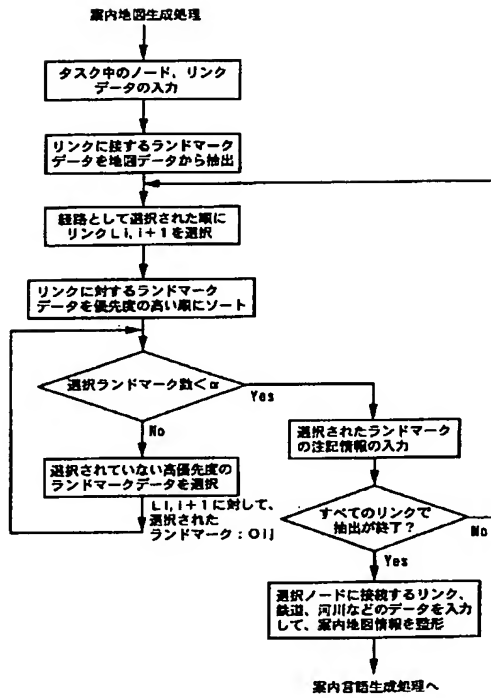 案内地図生成処理
タスク中のノード、リンク
データの入力
リンクに接するランドマーク
データを地図データから抽出
経路として選択された順に
リンクLi,i+1を選択
リンクに対するランドマーク
データを優先度の高い順にソート
選択ランドマーク数<α
Yes
No
選択されていない高優先度の
ランドマークデータを選択
Li,i+1に対して、
選択された
ランドマーク:Oij
選択されたランドマーク
の注記情報の入力
すべてのリンクで
抽出が終了?
No
Yes
選択ノードに接続するリンク、
鉄道、河川などのデータを入力
して、案内地図情報を整形
案内言語生成処理へ